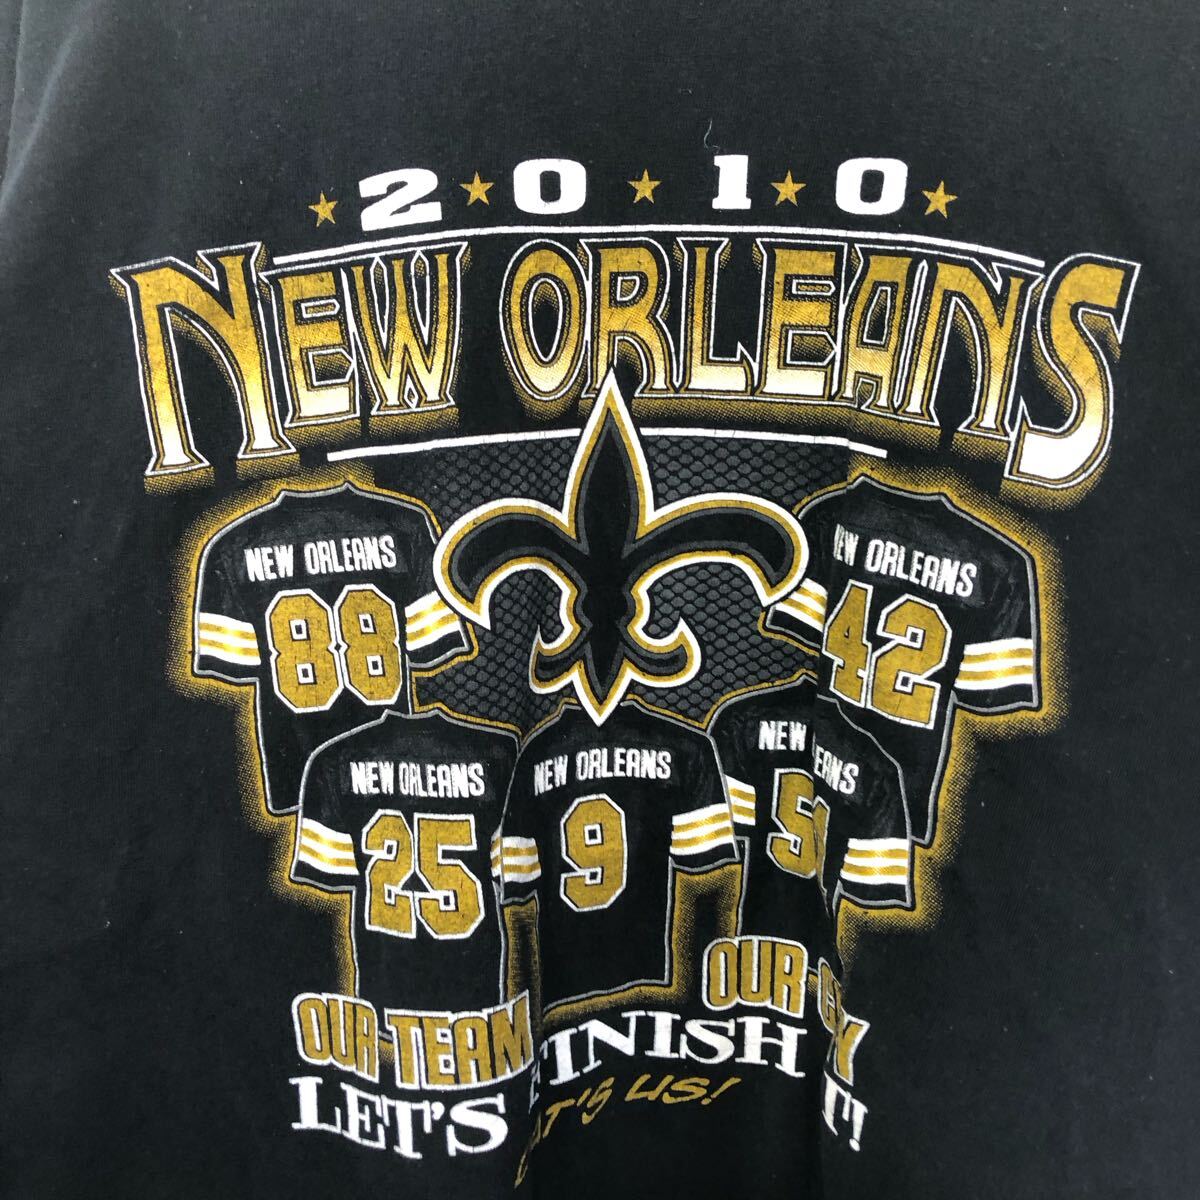 2010
NEW ORLEANS
NEW ORLEANS
88
NEW ORLEANS
42
NEW ORLEANS
25
NEW ORLEANS
9
NEW
OUR TEAM OUR
LET'S FINISH
US!